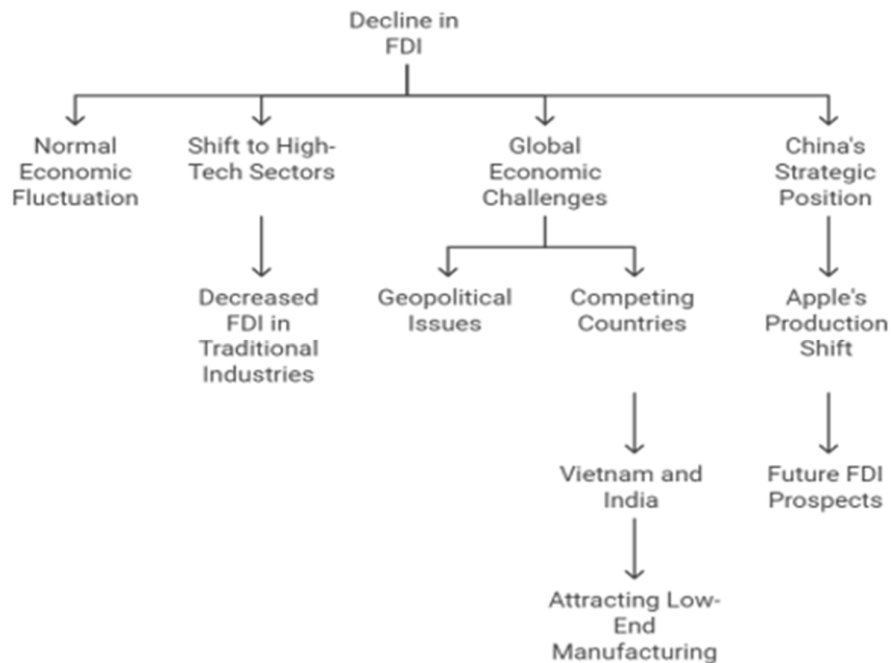 Decline in
FDI
Normal
Economic
Fluctuation
Shift to High-
Tech Sectors
Global
Economic
Challenges
China's
Strategic
Position
Decreased
FDI in
Traditional
Industries
Geopolitical
Issues
Competing
Countries
Apple's
Production
Shift
Vietnam and
India
Future FDI
Prospects
Attracting Low-
End
Manufacturing